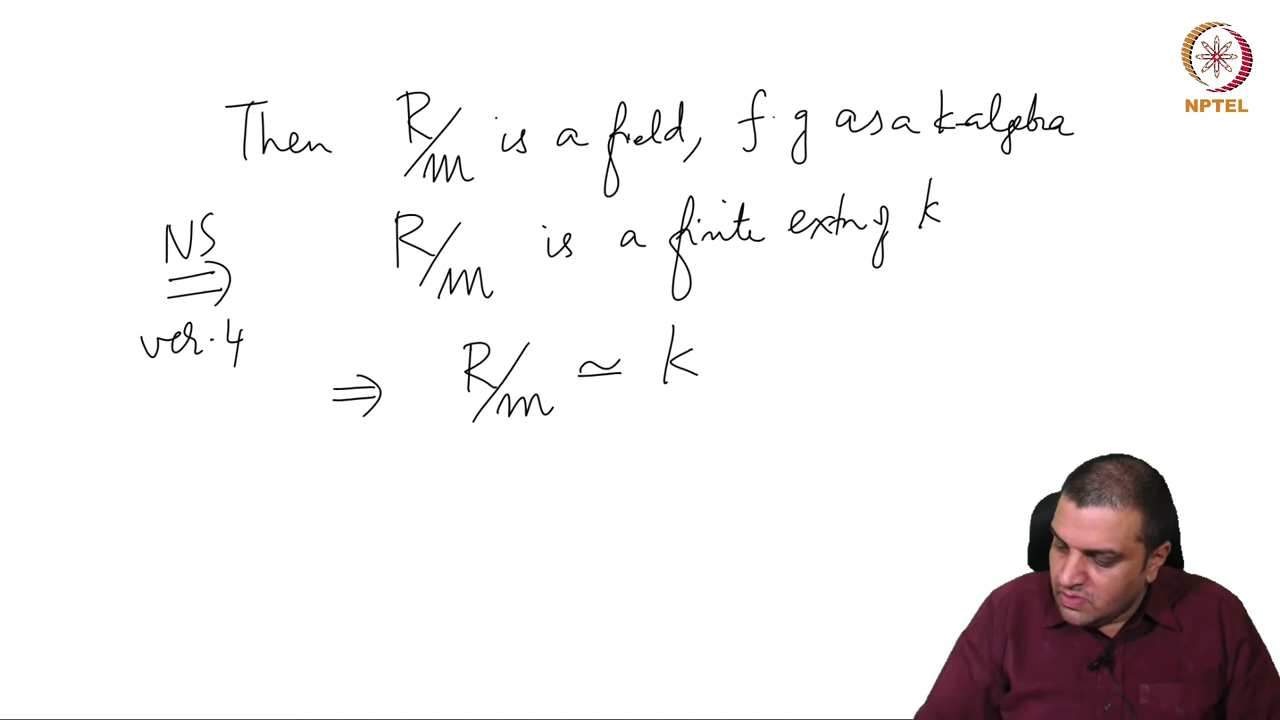 NPTEL
Then R/m is a field, f.g as a k-algebra
NS ⇒ ver.4 R/m is a finite extn of k
⇒ R/m ≃ k